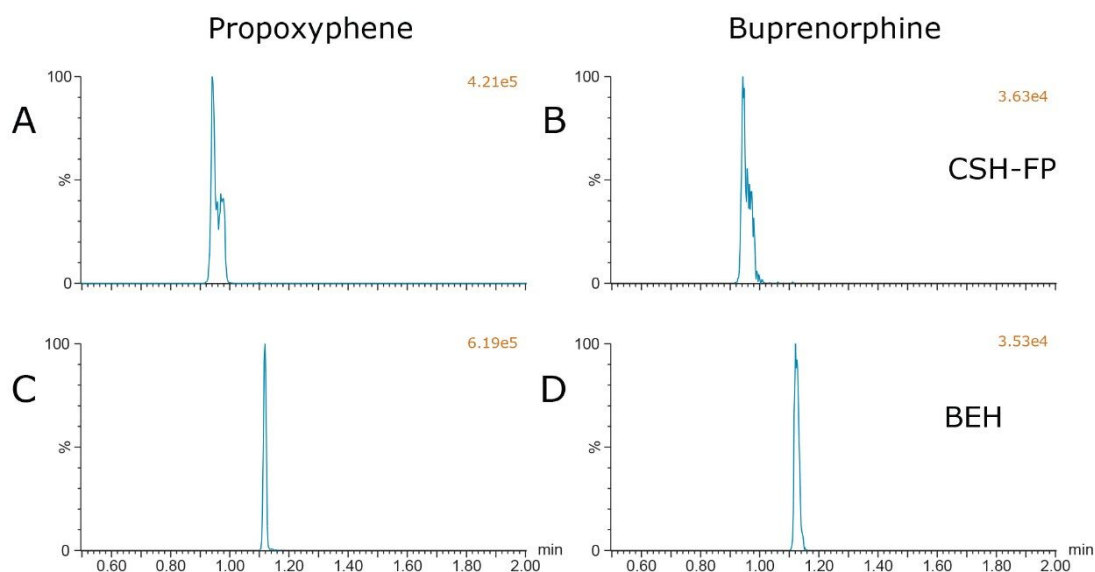 Propoxyphene Buprenorphine
A
100
%
0
4.21e5
B
100
%
0
3.63e4
CSH-FP
C
100
%
0
6.19e5
0.60 0.80 1.00 1.20 1.40 1.60 1.80 2.00
min
D
100
%
0
3.53e4
BEH
0.60 0.80 1.00 1.20 1.40 1.60 1.80 2.00
min